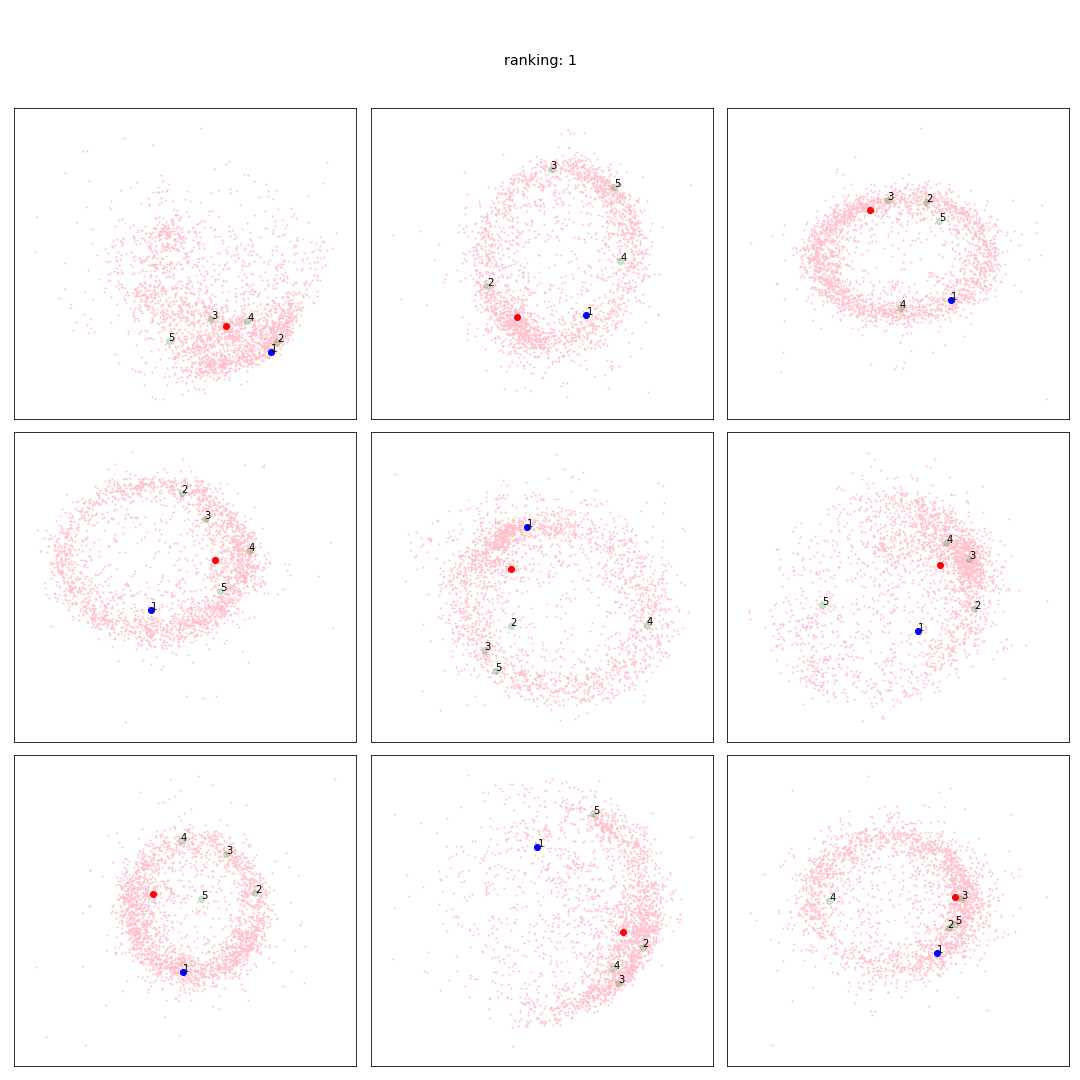 ranking: 1
3 4 2 1 5
3 5 4 2 1
3 2 5 1 4
2 3 4 5 1
1 2 4 3 5
4 3 5 2 1
4 3 2 5 1
5 1 2 4 3
4 3 5 2 1